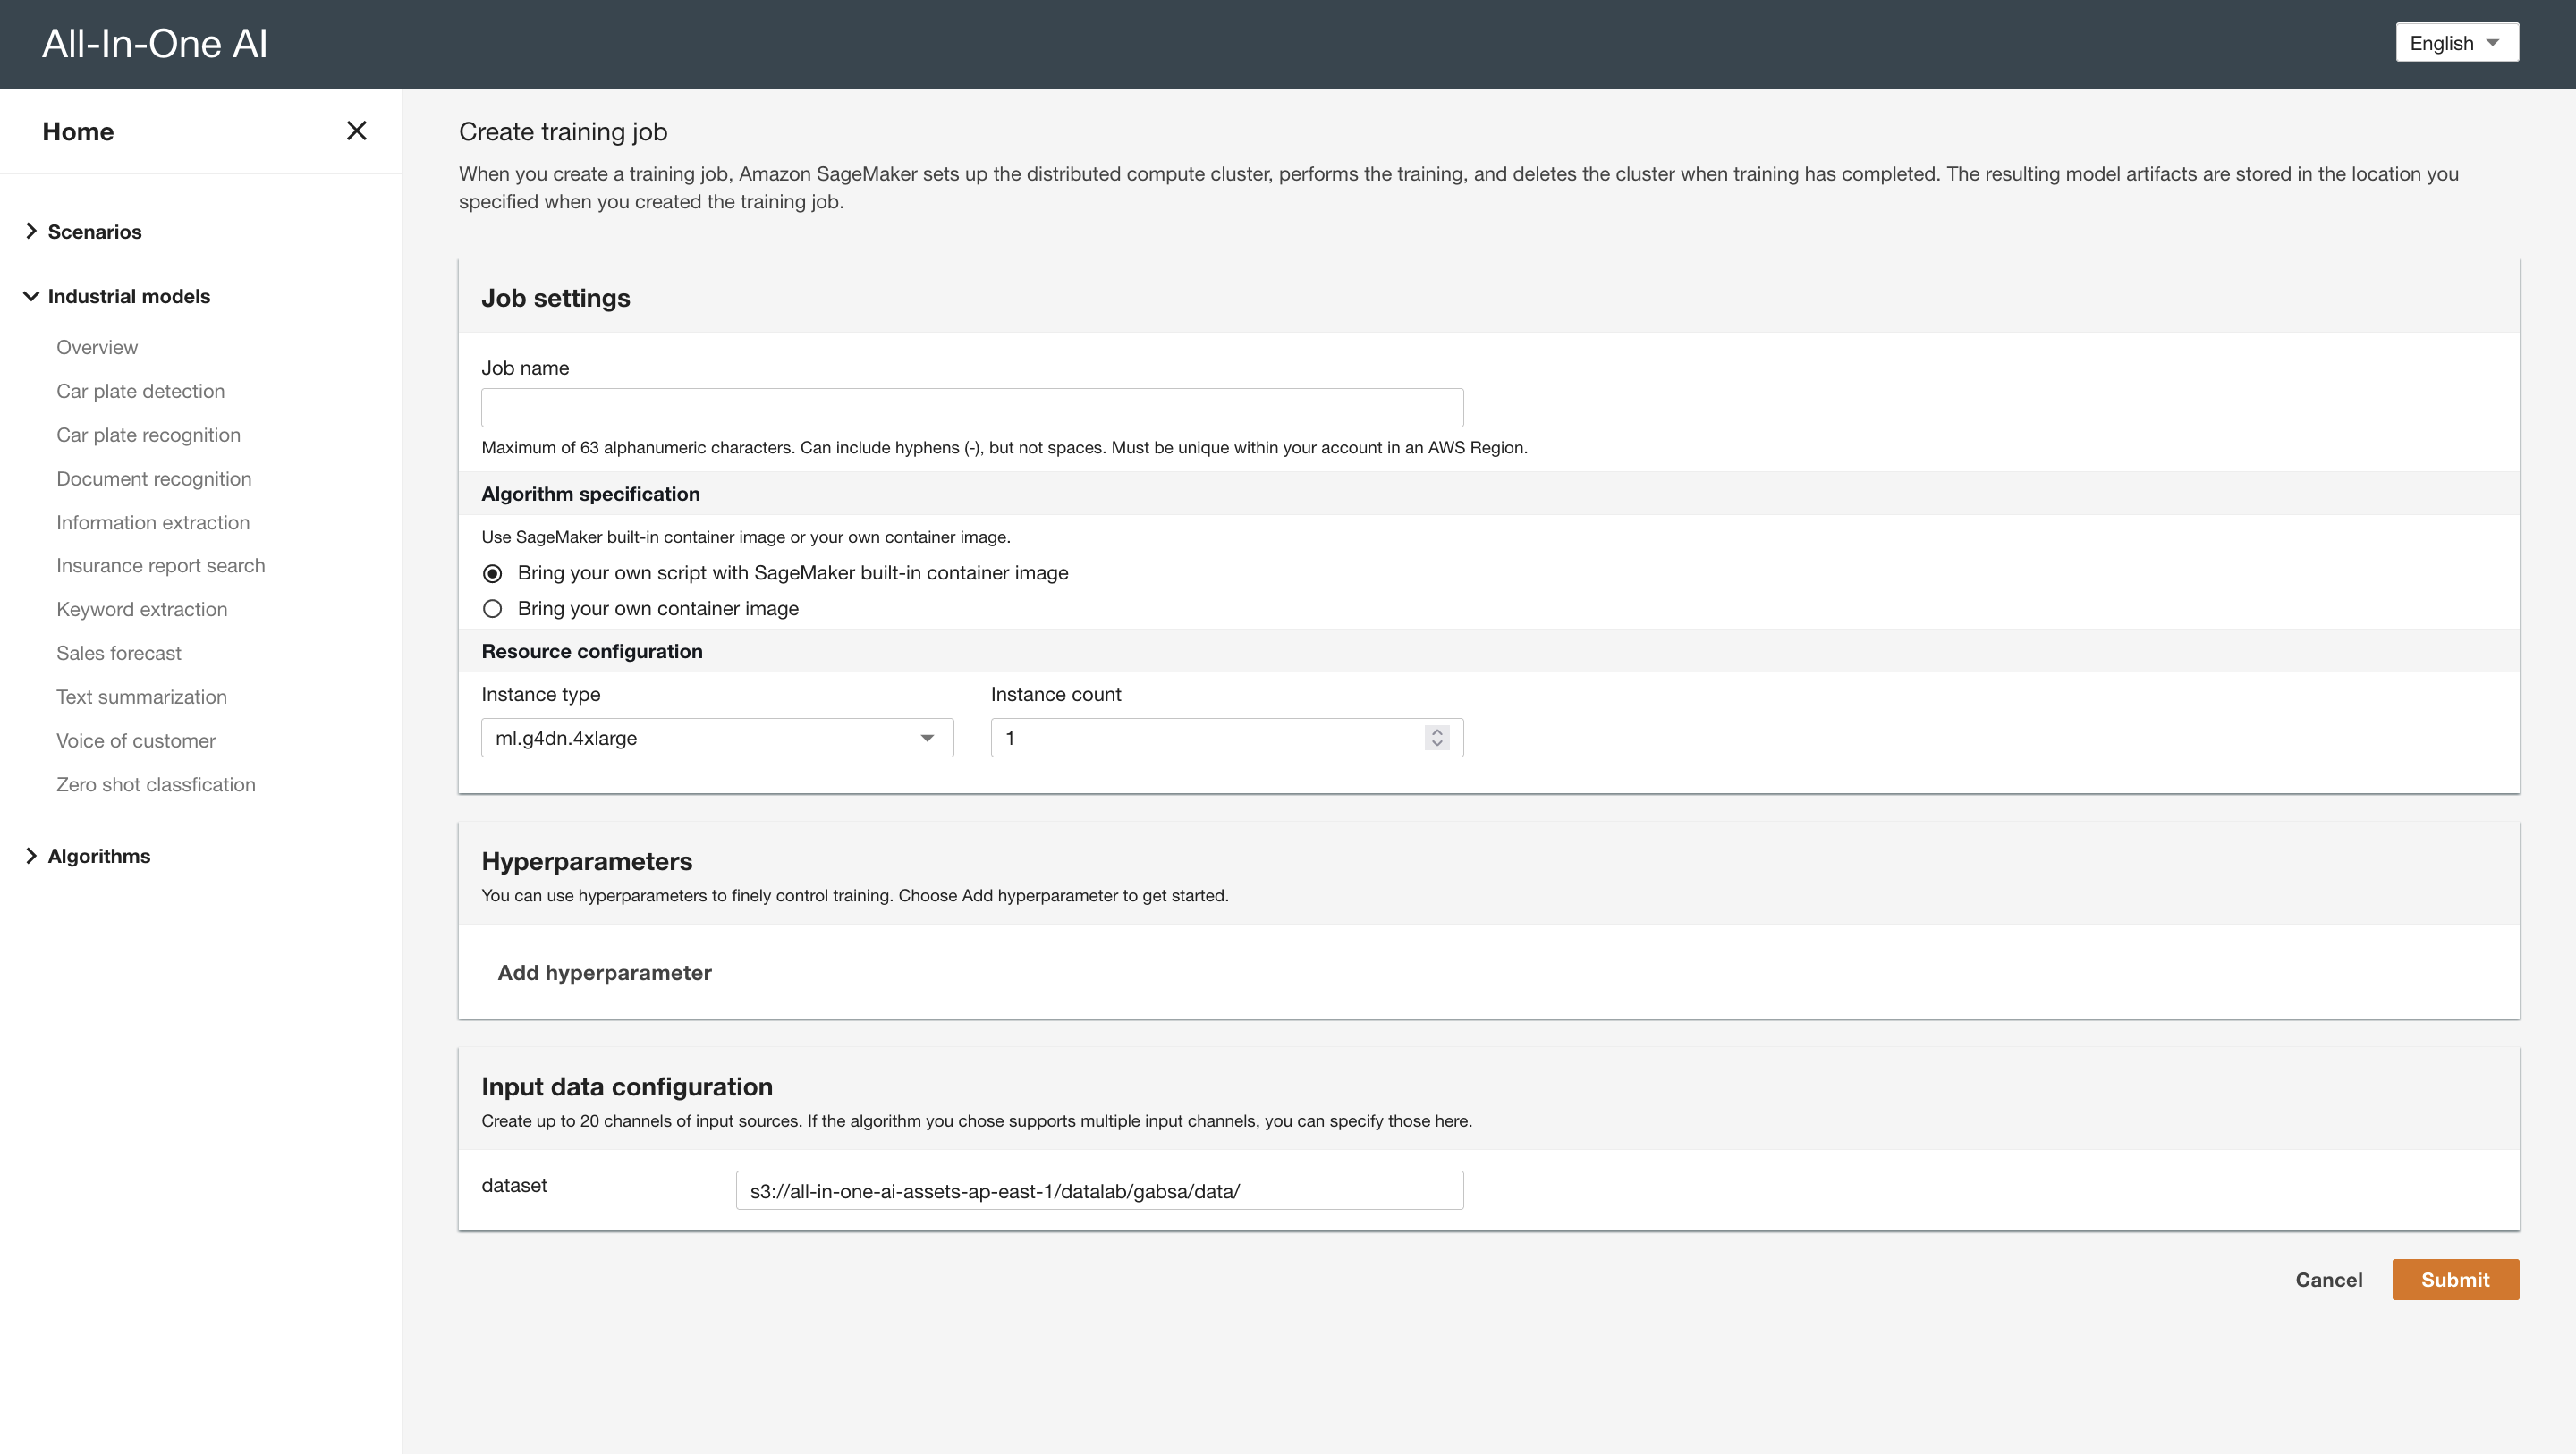 All-In-One AI
English
Home
Scenarios
Industrial models
Overview
Car plate detection
Car plate recognition
Document recognition
Information extraction
Insurance report search
Keyword extraction
Sales forecast
Text summarization
Voice of customer
Zero shot classfication
Algorithms
Create training job
When you create a training job, Amazon SageMaker sets up the distributed compute cluster, performs the training, and deletes the cluster when training has completed. The resulting model artifacts are stored in the location you
specified when you created the training job.
Job settings
Job name
Maximum of 63 alphanumeric characters. Can include hyphens (-), but not spaces. Must be unique within your account in an AWS Region.
Algorithm specification
Use SageMaker built-in container image or your own container image.
Bring your own script with SageMaker built-in container image
Bring your own container image
Resource configuration
Instance type
Instance count
ml.g4dn.4xlarge
1
Hyperparameters
You can use hyperparameters to finely control training. Choose Add hyperparameter to get started.
Add hyperparameter
Input data configuration
Create up to 20 channels of input sources. If the algorithm you chose supports multiple input channels, you can specify those here.
dataset
s3://all-in-one-ai-assets-ap-east-1/datalab/gabsa/data/
Cancel
Submit